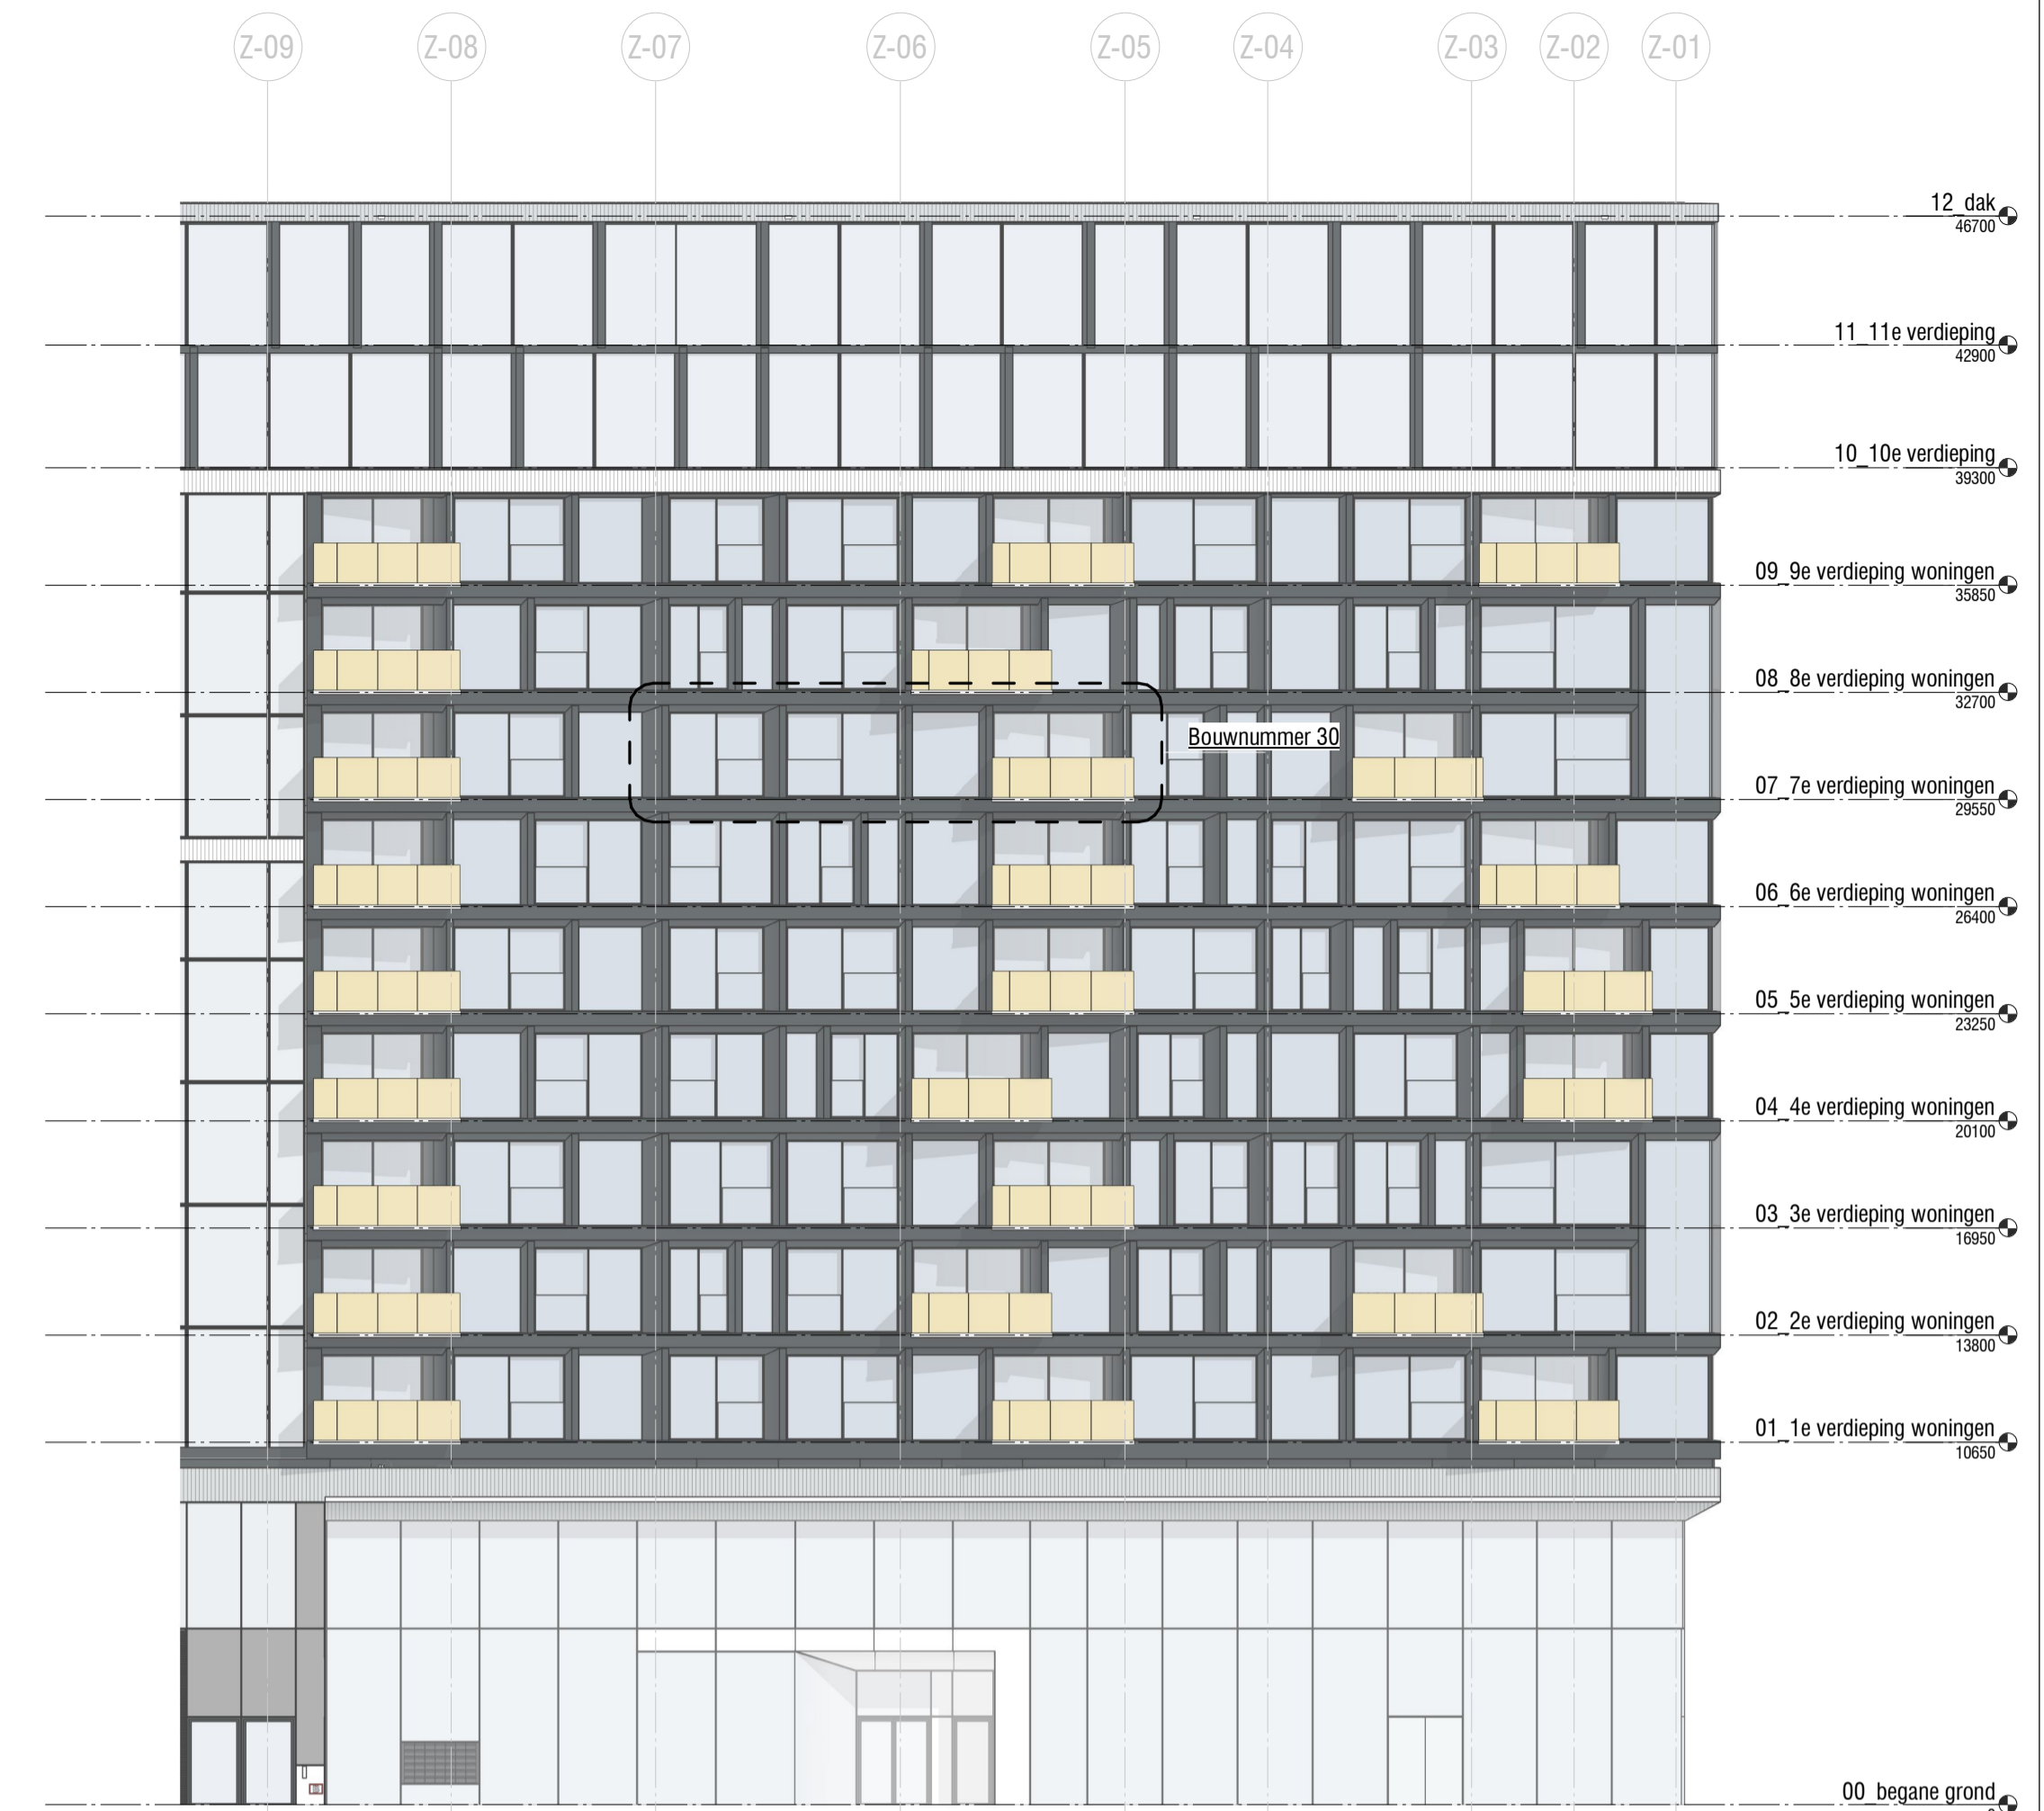 Z-09 Z-08 Z-07 Z-06 Z-05 Z-04 Z-03 Z-02 Z-01
12_dak
46700
11_11e verdieping
42900
10_10e verdieping
39300
09_9e verdieping woningen
35850
08_8e verdieping woningen
32700
Bouwnummer 30
07_7e verdieping woningen
29550
06_6e verdieping woningen
26400
05_5e verdieping woningen
23250
04_4e verdieping woningen
20100
03_3e verdieping woningen
16950
02_2e verdieping woningen
13800
01_1e verdieping woningen
10650
00_begane grond